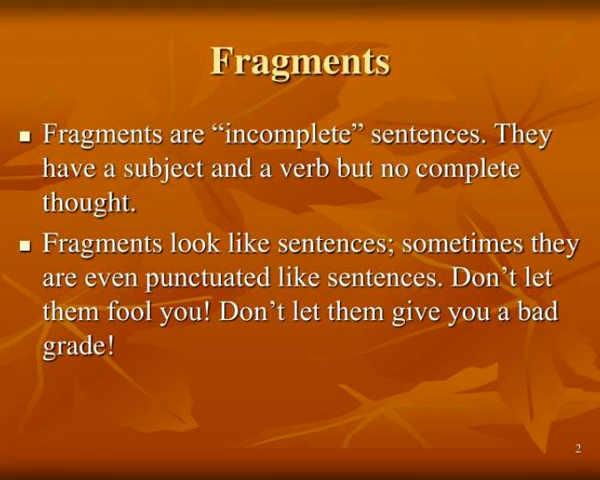 Fragments
Fragments are “incomplete” sentences. They
have a subject and a verb but no complete
thought.
Fragments look like sentences; sometimes they
are even punctuated like sentences. Don’t let
them fool you! Don’t let them give you a bad
grade!
2